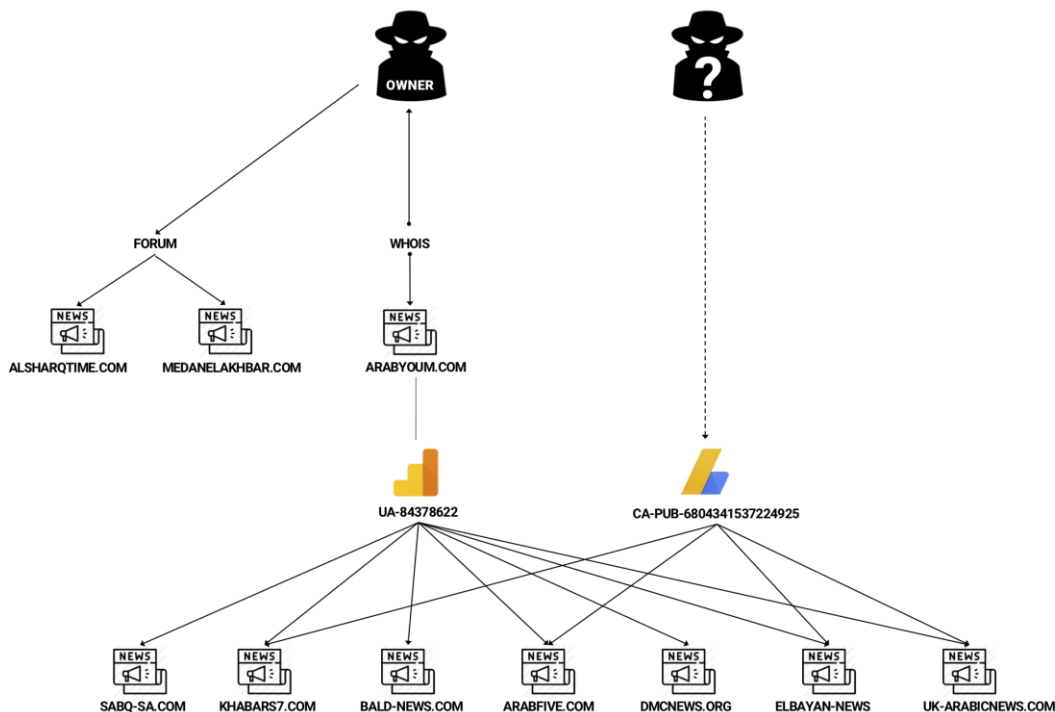 OWNER
?
FORUM
WHOIS
NEWS
NEWS
NEWS
ALSHARQTIME.COM
MEDANELAKHBAR.COM
ARABYOUM.COM
UA-84378622
CA-PUB-6804341537224925
NEWS
NEWS
NEWS
NEWS
NEWS
NEWS
NEWS
SABQ-SA.COM
KHABARS7.COM
BALD-NEWS.COM
ARABFIVE.COM
DMCNEWS.ORG
ELBAYAN-NEWS
UK-ARABICNEWS.COM